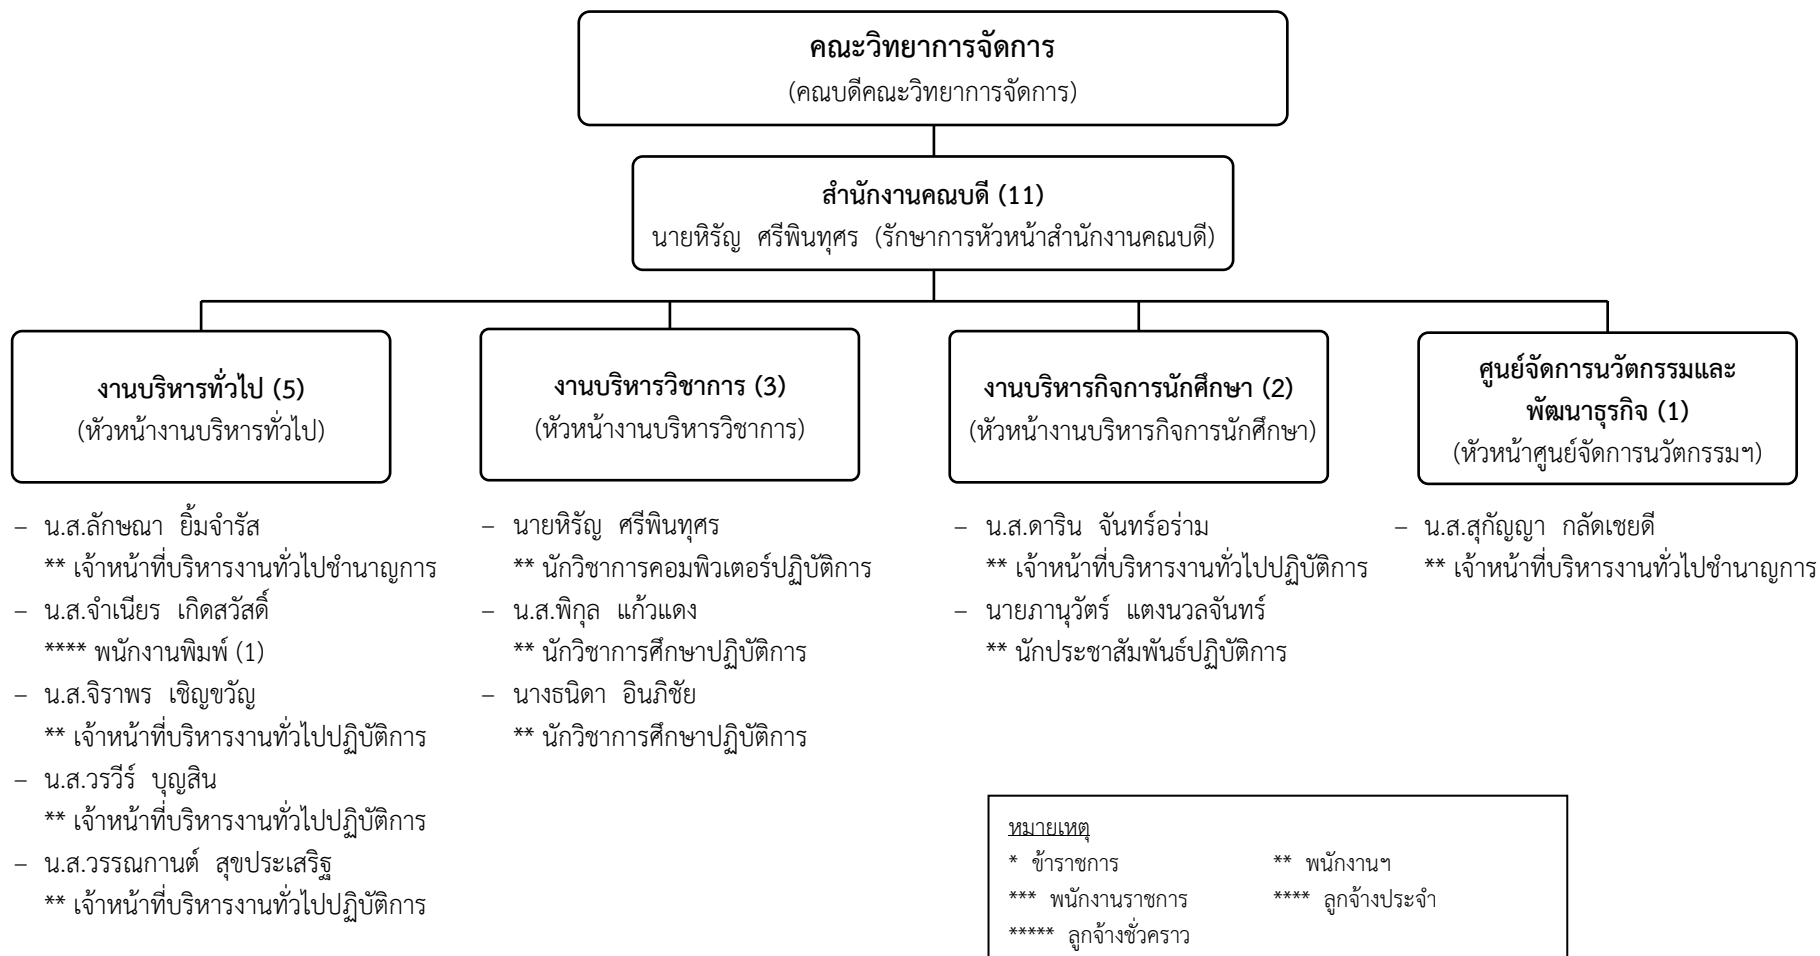 คณะวิทยาการจัดการ
(คณบดีคณะวิทยาการจัดการ)
สำนักงานคณบดี (11)
นายหิรัญ ศรีพินทุศร (รักษาการหัวหน้าสำนักงานคณบดี)
งานบริหารทั่วไป (5)
(หัวหน้างานบริหารทั่วไป)
งานบริหารวิชาการ (3)
(หัวหน้างานบริหารวิชาการ)
งานบริหารกิจการนักศึกษา (2)
(หัวหน้างานบริหารกิจการนักศึกษา)
ศูนย์จัดการนวัตกรรมและ
พัฒนาธุรกิจ (1)
(หัวหน้าศูนย์จัดการนวัตกรรมฯ)
– น.ส.ลักษณา ยิ้มจำรัส
** เจ้าหน้าที่บริหารงานทั่วไปชำนาญการ
– น.ส.จำเนียร เกิดสวัสดิ์
**** พนักงานพิมพ์ (1)
– น.ส.จิราพร เชิญขวัญ
** เจ้าหน้าที่บริหารงานทั่วไปปฏิบัติการ
– น.ส.วรวีร์ บุญสิน
** เจ้าหน้าที่บริหารงานทั่วไปปฏิบัติการ
– น.ส.วรรณกานต์ สุขประเสริฐ
** เจ้าหน้าที่บริหารงานทั่วไปปฏิบัติการ
– นายหิรัญ ศรีพินทุศร
** นักวิชาการคอมพิวเตอร์ปฏิบัติการ
– น.ส.พิกุล แก้วแดง
** นักวิชาการศึกษาปฏิบัติการ
– นางธนิดา อินภิชัย
** นักวิชาการศึกษาปฏิบัติการ
– น.ส.ดาริน จันทร์อร่าม
** เจ้าหน้าที่บริหารงานทั่วไปปฏิบัติการ
– นายภานุวัตร์ แตงนวลจันทร์
** นักประชาสัมพันธ์ปฏิบัติการ
– น.ส.สุกัญญา กลัดเชยดี
** เจ้าหน้าที่บริหารงานทั่วไปชำนาญการ
หมายเหตุ
* ข้าราชการ ** พนักงานฯ
*** พนักงานราชการ **** ลูกจ้างประจำ
***** ลูกจ้างชั่วคราว